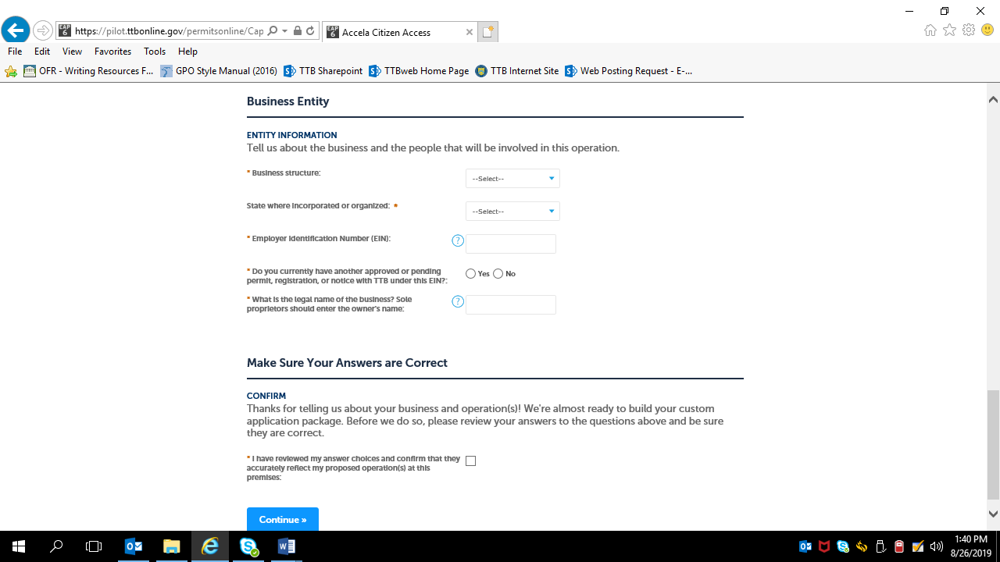 https://pilot.ttbonline.gov/permitsonline/Cap
EAP 6 Accela Citizen Access
File Edit View Favorites Tools Help
OFR - Writing Resources F... GPO Style Manual (2016) TTB Sharepoint TTBweb Home Page TTB Internet Site Web Posting Request - E-...
Business Entity
ENTITY INFORMATION
Tell us about the business and the people that will be involved in this operation.
* Business structure: --Select--
State where incorporated or organized: * --Select--
* Employer Identification Number (EIN): ?
* Do you currently have another approved or pending
permit, registration, or notice with TTB under this EIN?: Yes No
* What is the legal name of the business? Sole
proprietors should enter the owner's name: ?
Make Sure Your Answers are Correct
CONFIRM
Thanks for telling us about your business and operation(s)! We're almost ready to build your custom
application package. Before we do so, please review your answers to the questions above and be sure
they are correct.
* I have reviewed my answer choices and confirm that they
accurately reflect my proposed operation(s) at this
premises:
Continue »
1:40 PM
8/26/2019